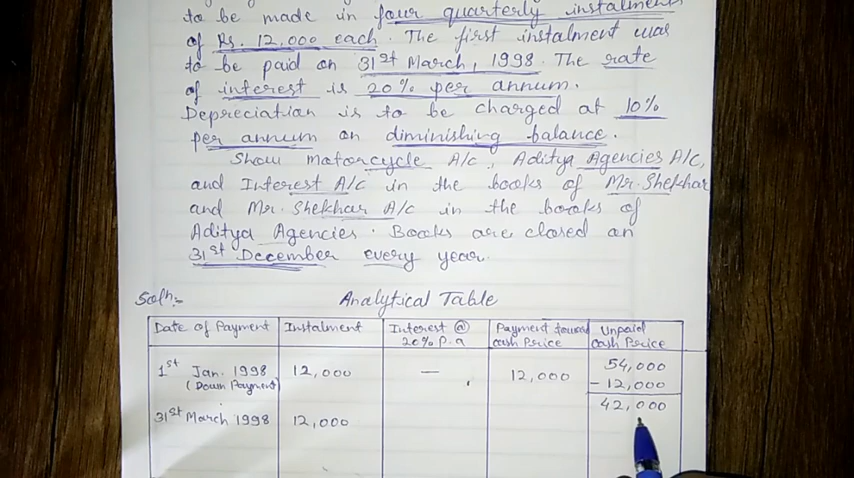 to be made in four quarterly instalments
of Rs. 12,000 each. The first instalment was
to be paid on 31st March, 1998. The rate
of interest is 20% per annum.
Depreciation is to be charged at 10%
per annum on diminishing balance.
Show Motorcycle A/c, Aditya Agencies A/c,
and Interest A/c in the books of Mr. Shekhar
and Mr. Shekhar A/c in the books of
Aditya Agencies. Books are closed on
31st December every year.
Soln:-
Analytical Table
Date of Payment | Instalment | Interest @ 20% P.a | Payment toward cash Price | Unpaid Cash Price
1st Jan. 1998 (Down Payment) | 12,000 | — | 12,000 | 54,000
- 12,000
42,000
31st March 1998 | 12,000